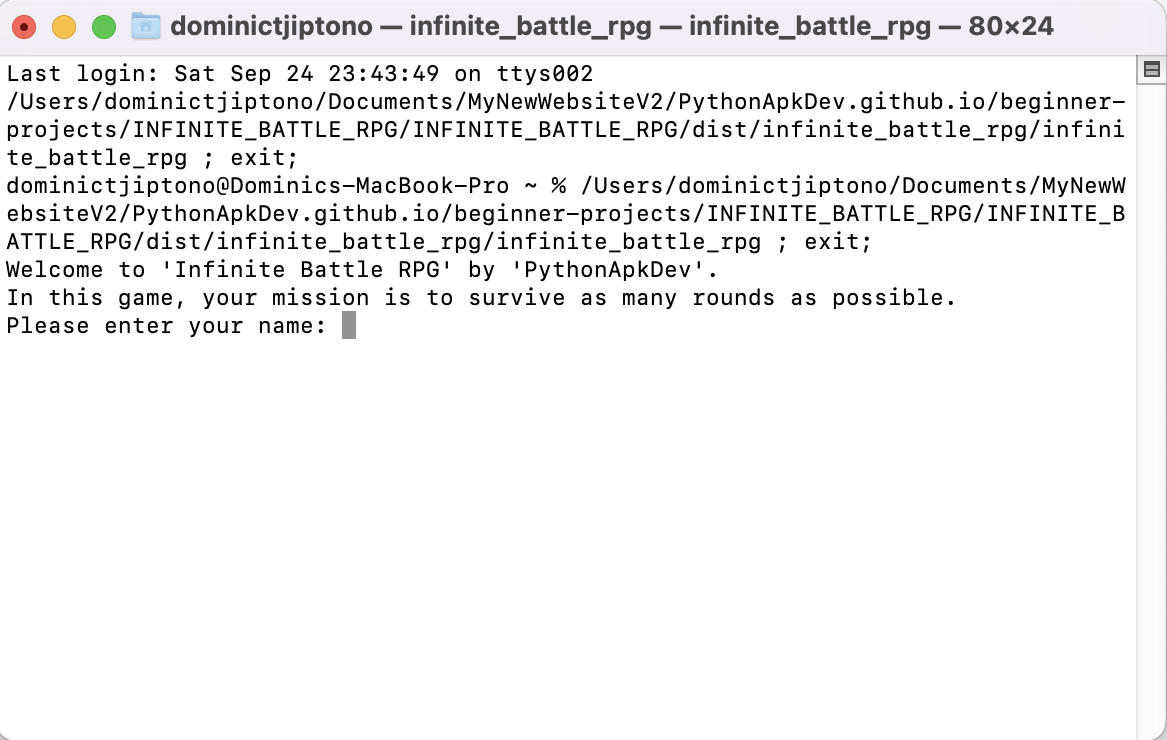 dominictjiptono — infinite_battle_rpg — infinite_battle_rpg — 80×24
Last login: Sat Sep 24 23:43:49 on ttys002
/Users/dominictjiptono/Documents/MyNewWebsiteV2/PythonApkDev.github.io/beginner-
projects/INFINITE_BATTLE_RPG/INFINITE_BATTLE_RPG/dist/infinite_battle_rpg/infini
te_battle_rpg ; exit;
dominictjiptono@Dominics-MacBook-Pro ~ % /Users/dominictjiptono/Documents/MyNewW
ebsiteV2/PythonApkDev.github.io/beginner-projects/INFINITE_BATTLE_RPG/INFINITE_B
ATTLE_RPG/dist/infinite_battle_rpg/infinite_battle_rpg ; exit;
Welcome to 'Infinite Battle RPG' by 'PythonApkDev'.
In this game, your mission is to survive as many rounds as possible.
Please enter your name: